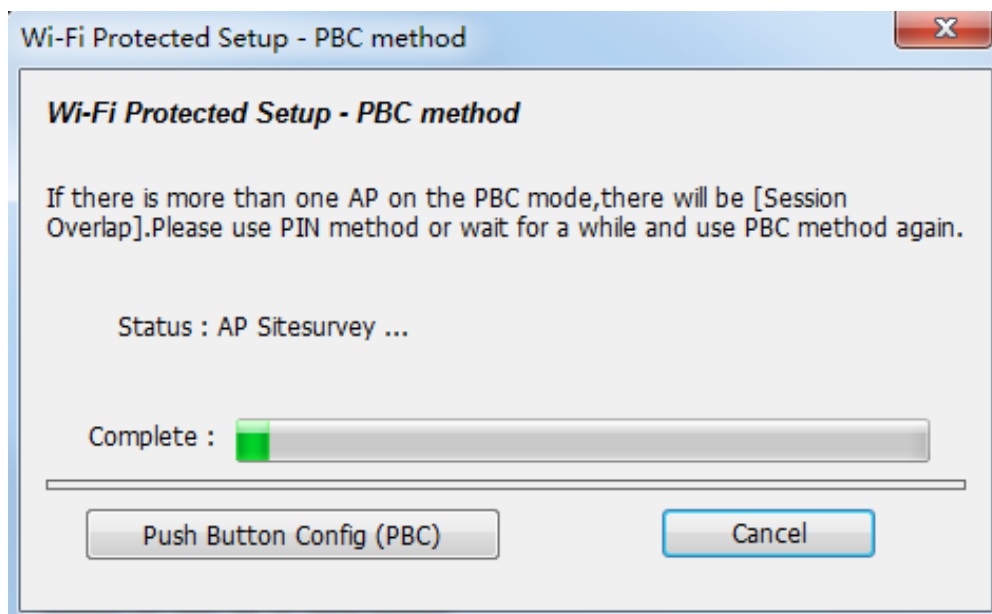 Wi-Fi Protected Setup - PBC method
Wi-Fi Protected Setup - PBC method
If there is more than one AP on the PBC mode,there will be [Session
Overlap].Please use PIN method or wait for a while and use PBC method again.
Status : AP Sitesurvey ...
Complete :
Push Button Config (PBC)
Cancel